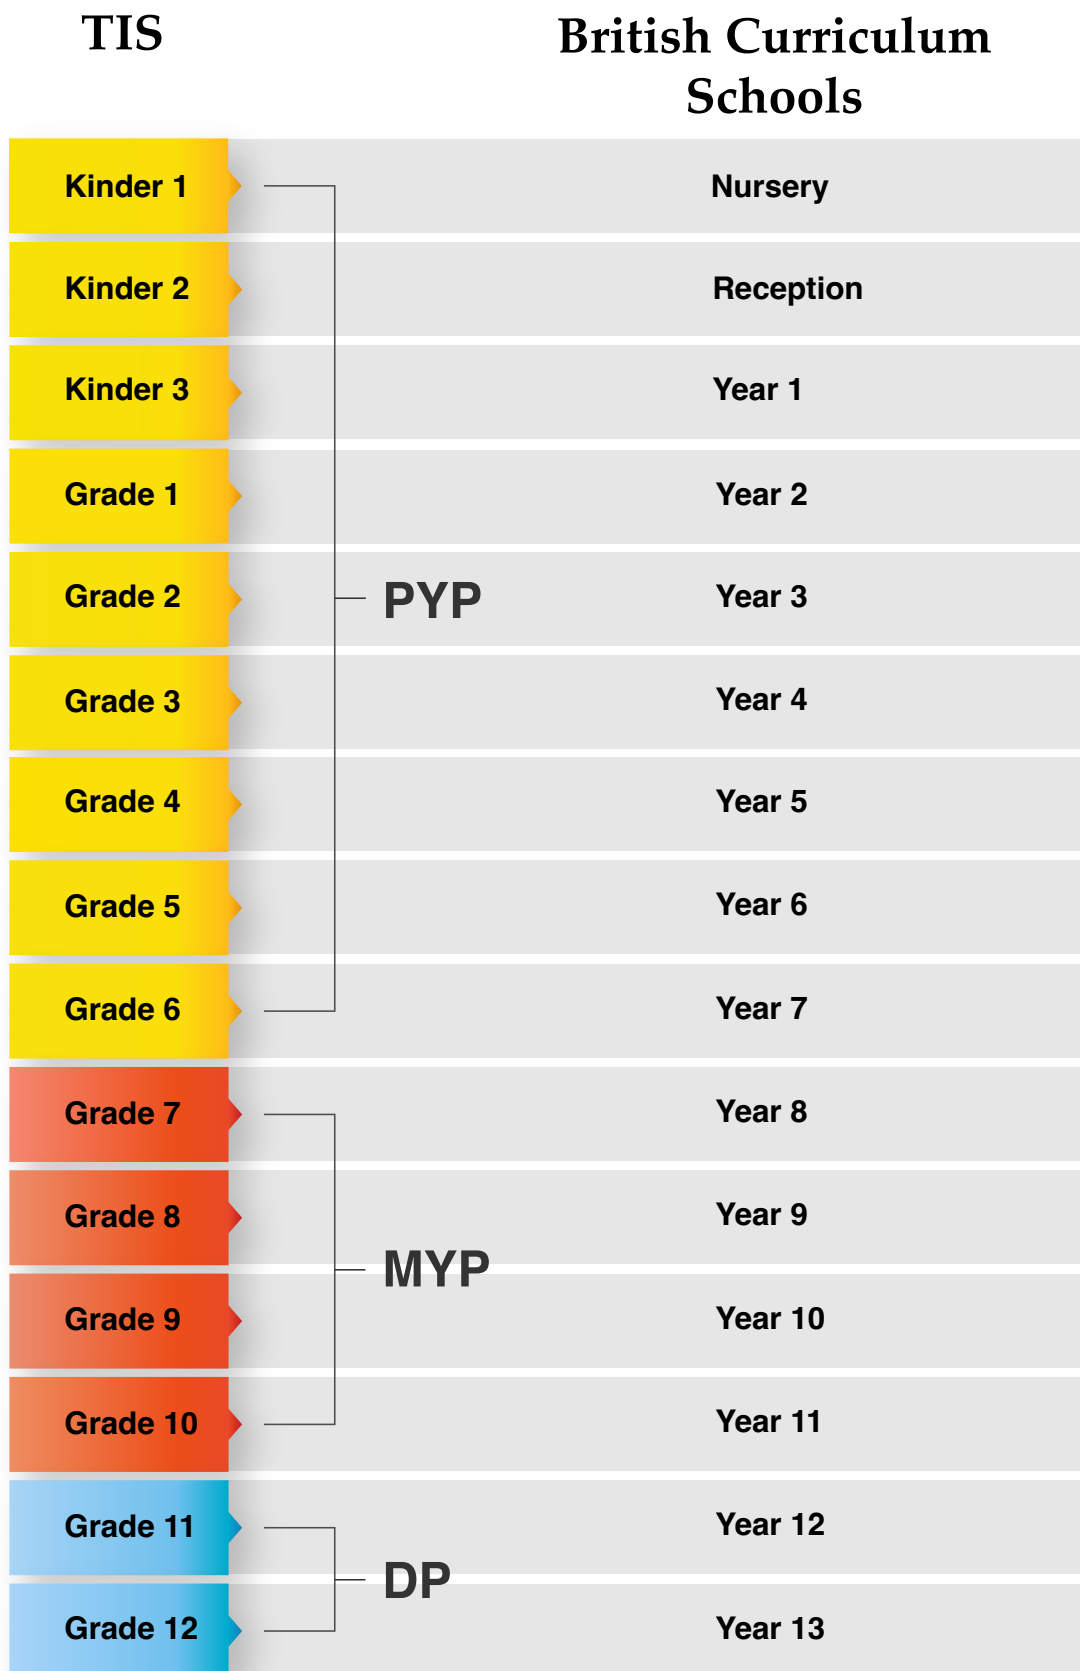 TIS
British Curriculum
Schools
Kinder 1
Nursery
Kinder 2
Reception
Kinder 3
Year 1
Grade 1
Year 2
Grade 2
PYP
Year 3
Grade 3
Year 4
Grade 4
Year 5
Grade 5
Year 6
Grade 6
Year 7
Grade 7
Year 8
Grade 8
Year 9
MYP
Grade 9
Year 10
Grade 10
Year 11
Grade 11
Year 12
DP
Grade 12
Year 13